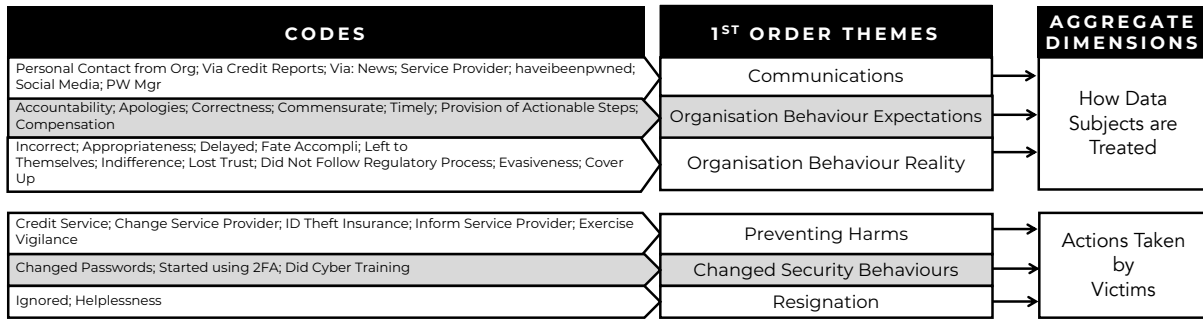 CODES
1ST ORDER THEMES
AGGREGATE
DIMENSIONS
Personal Contact from Org; Via Credit Reports; Via: News; Service Provider; haveibeenpwned;
Social Media; PW Mgr
Communications
Accountability; Apologies; Correctness; Commensurate; Timely; Provision of Actionable Steps;
Compensation
Organisation Behaviour Expectations
Incorrect; Appropriateness; Delayed; Fate Accompli; Left to
Themselves; Indifference; Lost Trust; Did Not Follow Regulatory Process; Evasiveness; Cover
Up
Organisation Behaviour Reality
How Data
Subjects are
Treated
Credit Service; Change Service Provider; ID Theft Insurance; Inform Service Provider; Exercise
Vigilance
Preventing Harms
Changed Passwords; Started using 2FA; Did Cyber Training
Changed Security Behaviours
Ignored; Helplessness
Resignation
Actions Taken
by
Victims